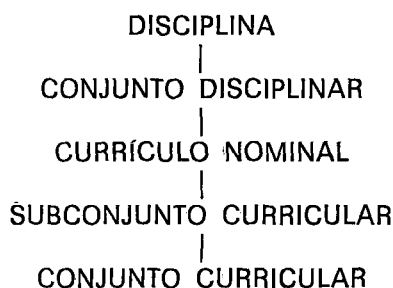 DISCIPLINA
CONJUNTO DISCIPLINAR
CURRÍCULO NOMINAL
SUBCONJUNTO CURRICULAR
CONJUNTO CURRICULAR